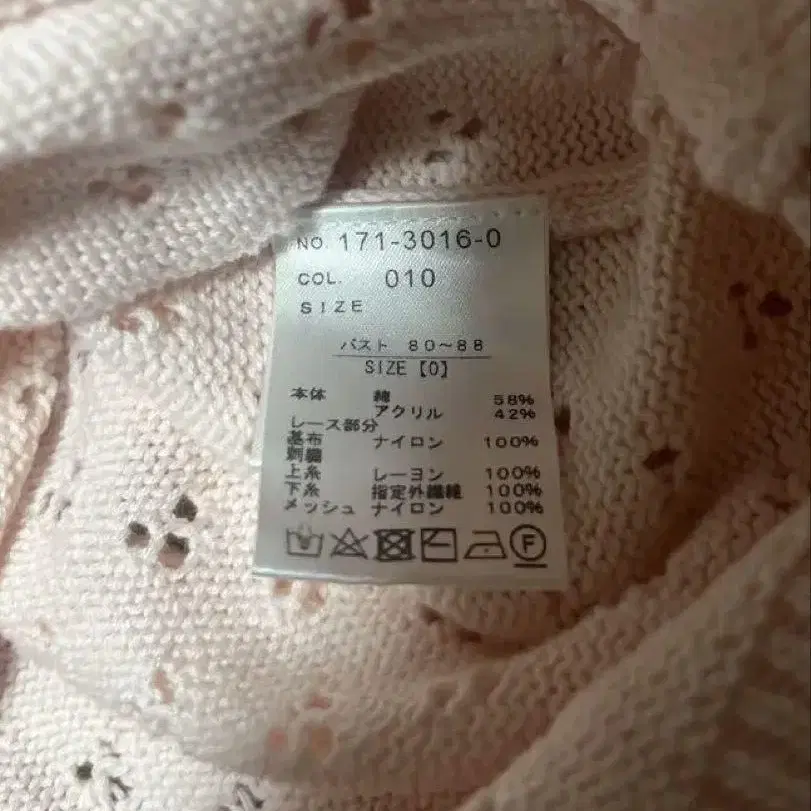 NO. 171-3016-0
COL. 010
SIZE
バスト 80~88
SIZE【0】
本体 綿 58%
アクリル 42%
レース部分
基布 ナイロン 100%
刺繍
上糸 レーヨン 100%
下糸 指定外繊維 100%
メッシュ ナイロン 100%
F